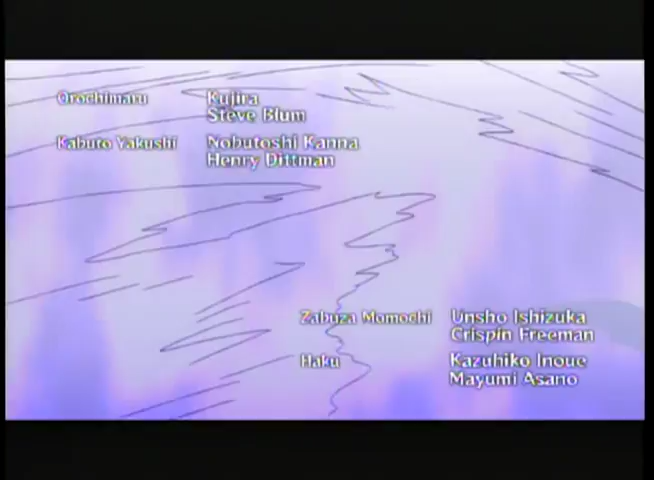 Orochimaru Kujira
Steve Blum
Kabuto Yakushi Nobutoshi Kanna
Henry Dittman
Zabuza Momochi Unsho Ishizuka
Crispin Freeman
Haku Kazuhiko Inoue
Mayumi Asano